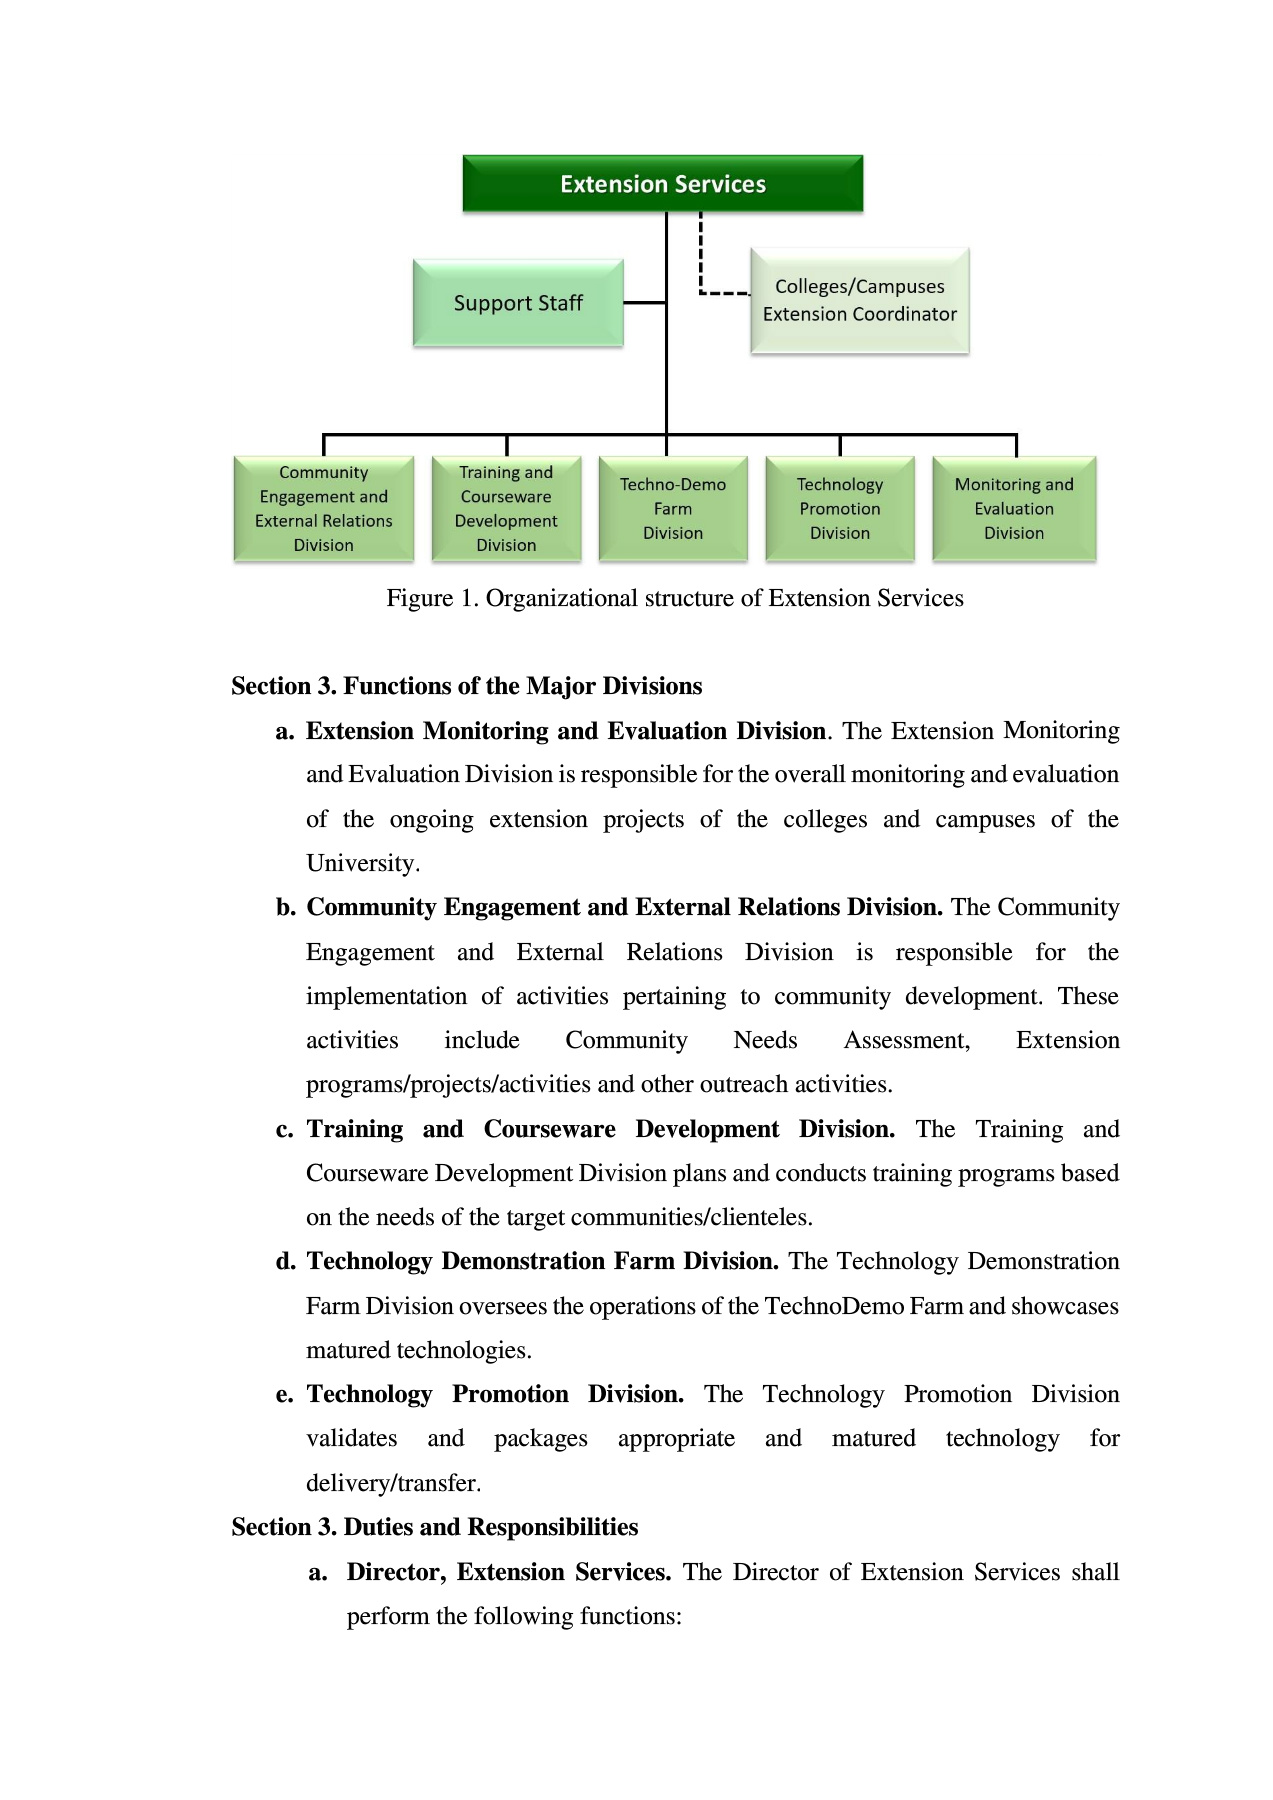 Extension Services
Support Staff
Colleges/Campuses
Extension Coordinator
Community
Engagement and
External Relations
Division
Training and
Courseware
Development
Division
Techno-Demo
Farm
Division
Technology
Promotion
Division
Monitoring and
Evaluation
Division
Figure 1. Organizational structure of Extension Services
Section 3. Functions of the Major Divisions
a. Extension Monitoring and Evaluation Division. The Extension Monitoring
and Evaluation Division is responsible for the overall monitoring and evaluation
of the ongoing extension projects of the colleges and campuses of the
University.
b. Community Engagement and External Relations Division. The Community
Engagement and External Relations Division is responsible for the
implementation of activities pertaining to community development. These
activities include Community Needs Assessment, Extension
programs/projects/activities and other outreach activities.
c. Training and Courseware Development Division. The Training and
Courseware Development Division plans and conducts training programs based
on the needs of the target communities/clienteles.
d. Technology Demonstration Farm Division. The Technology Demonstration
Farm Division oversees the operations of the TechnoDemo Farm and showcases
matured technologies.
e. Technology Promotion Division. The Technology Promotion Division
validates and packages appropriate and matured technology for
delivery/transfer.
Section 3. Duties and Responsibilities
a. Director, Extension Services. The Director of Extension Services shall
perform the following functions: